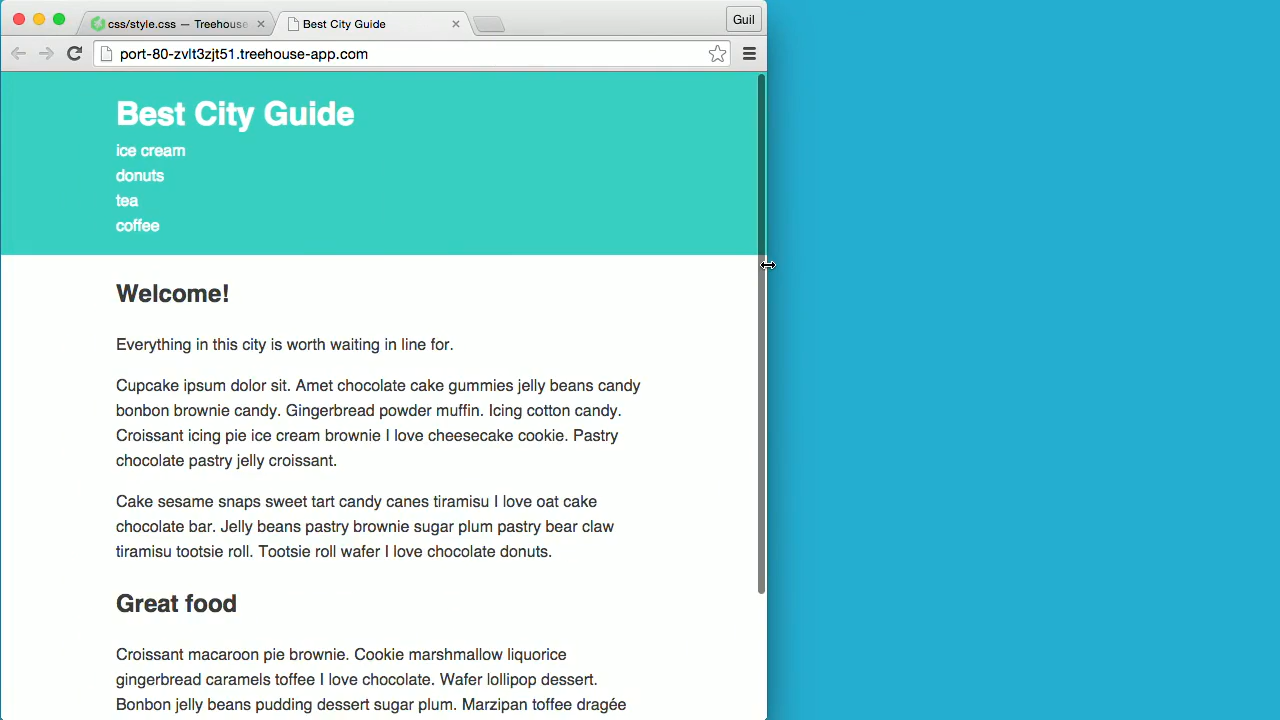 css/style.css — Treehouse
Best City Guide
Guil
port-80-zvlt3zjt51.treehouse-app.com
Best City Guide
ice cream
donuts
tea
coffee
Welcome!
Everything in this city is worth waiting in line for.
Cupcake ipsum dolor sit. Amet chocolate cake gummies jelly beans candy
bonbon brownie candy. Gingerbread powder muffin. Icing cotton candy.
Croissant icing pie ice cream brownie I love cheesecake cookie. Pastry
chocolate pastry jelly croissant.
Cake sesame snaps sweet tart candy canes tiramisu I love oat cake
chocolate bar. Jelly beans pastry brownie sugar plum pastry bear claw
tiramisu tootsie roll. Tootsie roll wafer I love chocolate donuts.
Great food
Croissant macaroon pie brownie. Cookie marshmallow liquorice
gingerbread caramels toffee I love chocolate. Wafer lollipop dessert.
Bonbon jelly beans pudding dessert sugar plum. Marzipan toffee dragée